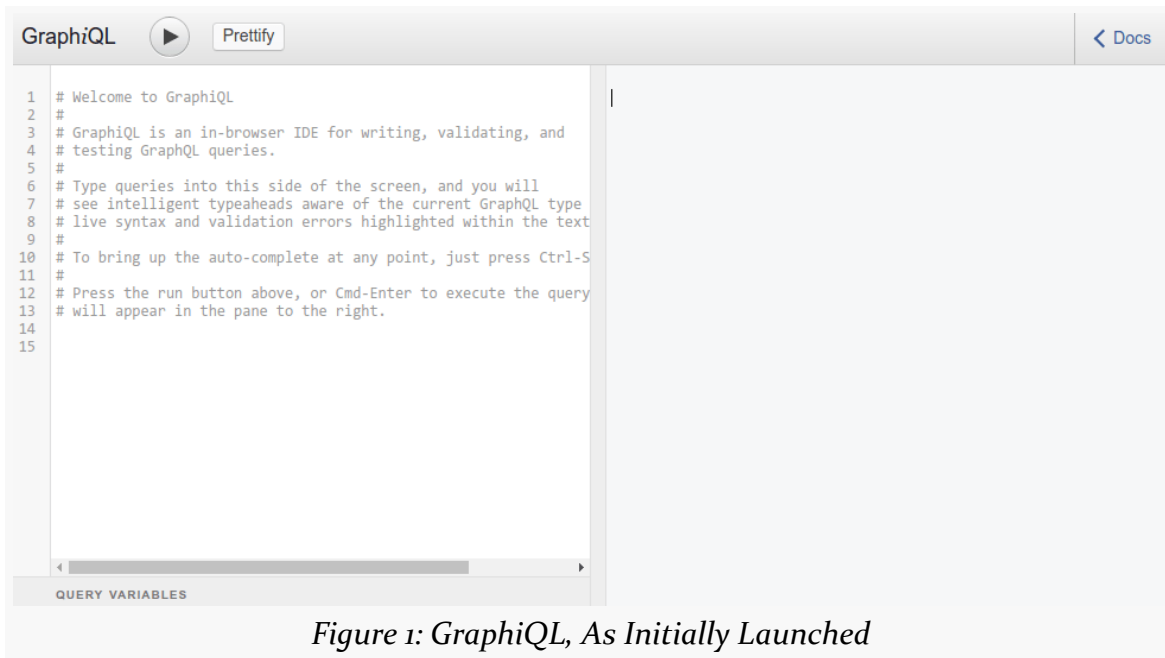 GraphiQL
Prettify
Docs
1 # Welcome to GraphiQL
2 #
3 # GraphiQL is an in-browser IDE for writing, validating, and
4 # testing GraphQL queries.
5 #
6 # Type queries into this side of the screen, and you will
7 # see intelligent typeaheads aware of the current GraphQL type
8 # live syntax and validation errors highlighted within the text
9 #
10 # To bring up the auto-complete at any point, just press Ctrl-S
11 #
12 # Press the run button above, or Cmd-Enter to execute the query
13 # will appear in the pane to the right.
14
15
QUERY VARIABLES
Figure 1: GraphiQL, As Initially Launched